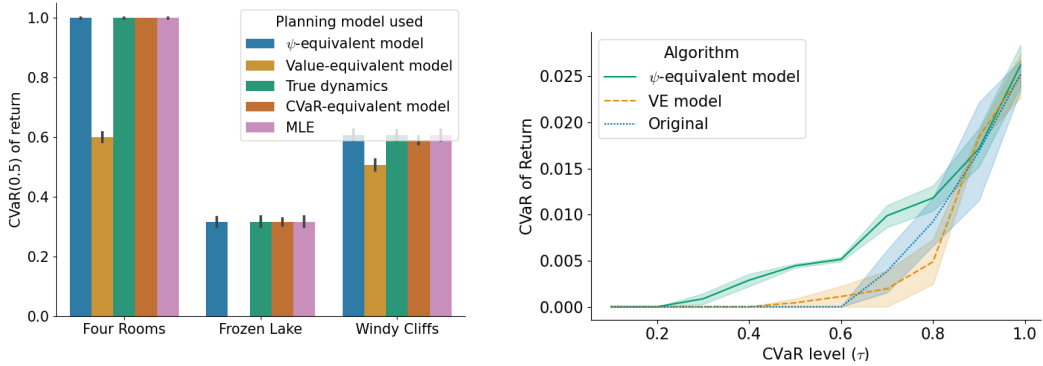 1.0
0.8
0.6
0.4
0.2
0.0
CVaR(0.5) of return
Planning model used
ψ-equivalent model
Value-equivalent model
True dynamics
CVaR-equivalent model
MLE
Four Rooms
Frozen Lake
Windy Cliffs
0.025
0.020
0.015
0.010
0.005
0.000
CVaR of Return
Algorithm
ψ-equivalent model
VE model
Original
0.2
0.4
0.6
0.8
1.0
CVaR level (τ)